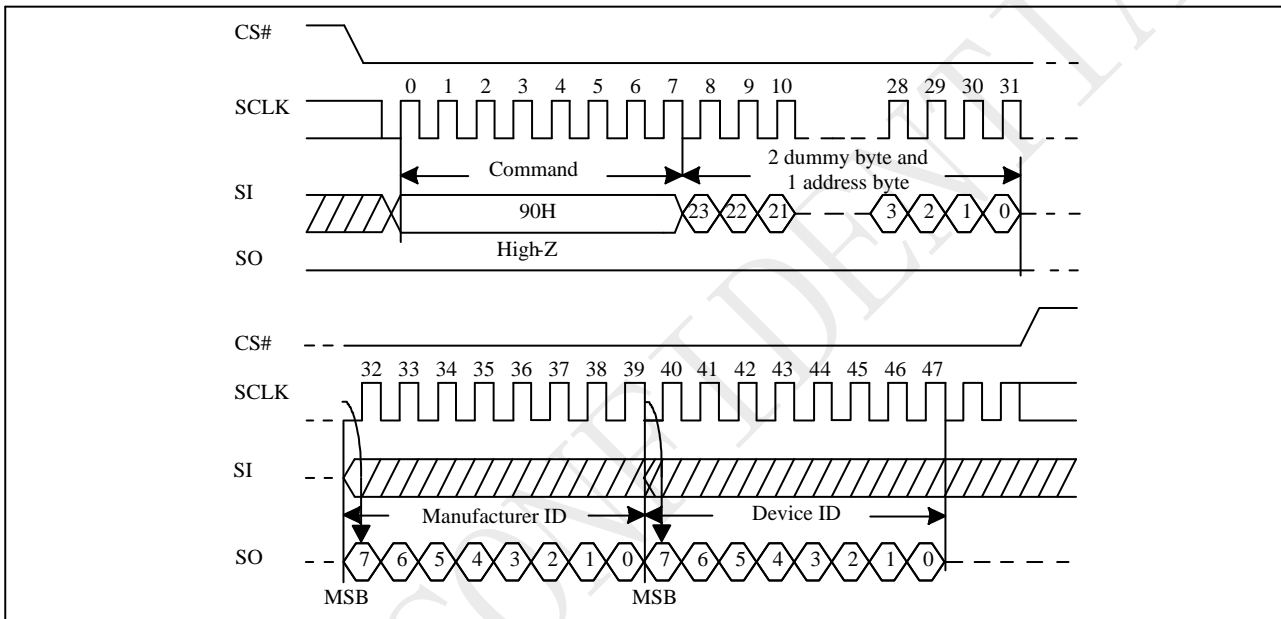 CS#
0 1 2 3 4 5 6 7 8 9 10 28 29 30 31
SCLK
Command
2 dummy byte and
1 address byte
SI
90H
23 22 21 3 2 1 0
High-Z
SO
CS#
32 33 34 35 36 37 38 39 40 41 42 43 44 45 46 47
SCLK
SI
Manufacturer ID
Device ID
SO
7 6 5 4 3 2 1 0 7 6 5 4 3 2 1 0
MSB
MSB
CONFIDENTIA